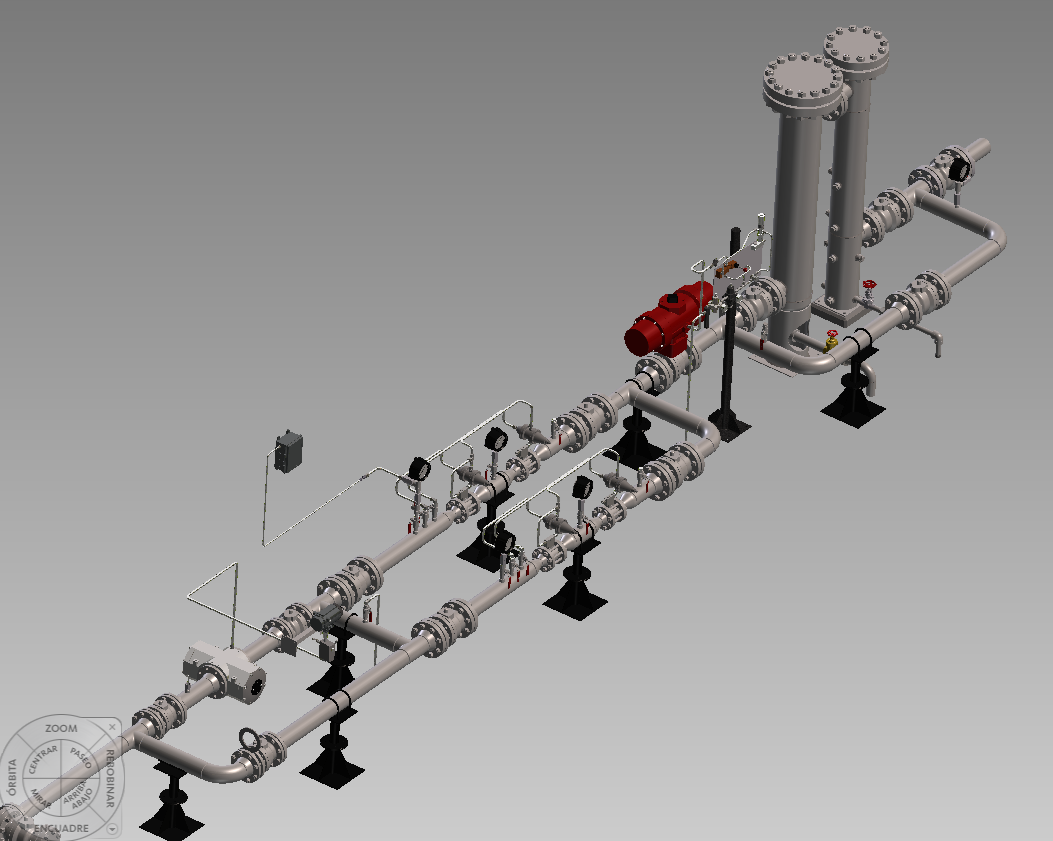 ZOOM
ÓRBITA
CENTRAR
PASEO
REBOBINAR
MIRAR
ARRIBA/
ABAJO
ENCUADRE